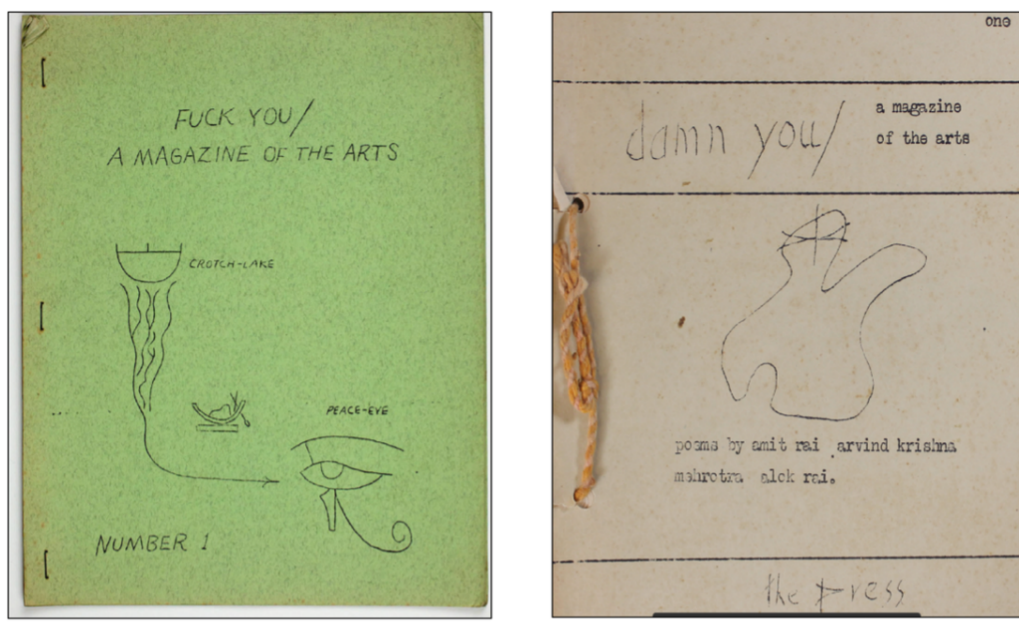 FUCK YOU/
A MAGAZINE OF THE ARTS
CROTCH-LAKE
PEACE-EYE
NUMBER 1
one
damn you/
a magazine
of the arts
poems by amit rai arvind krishna
mehrotra alok rai.
the press